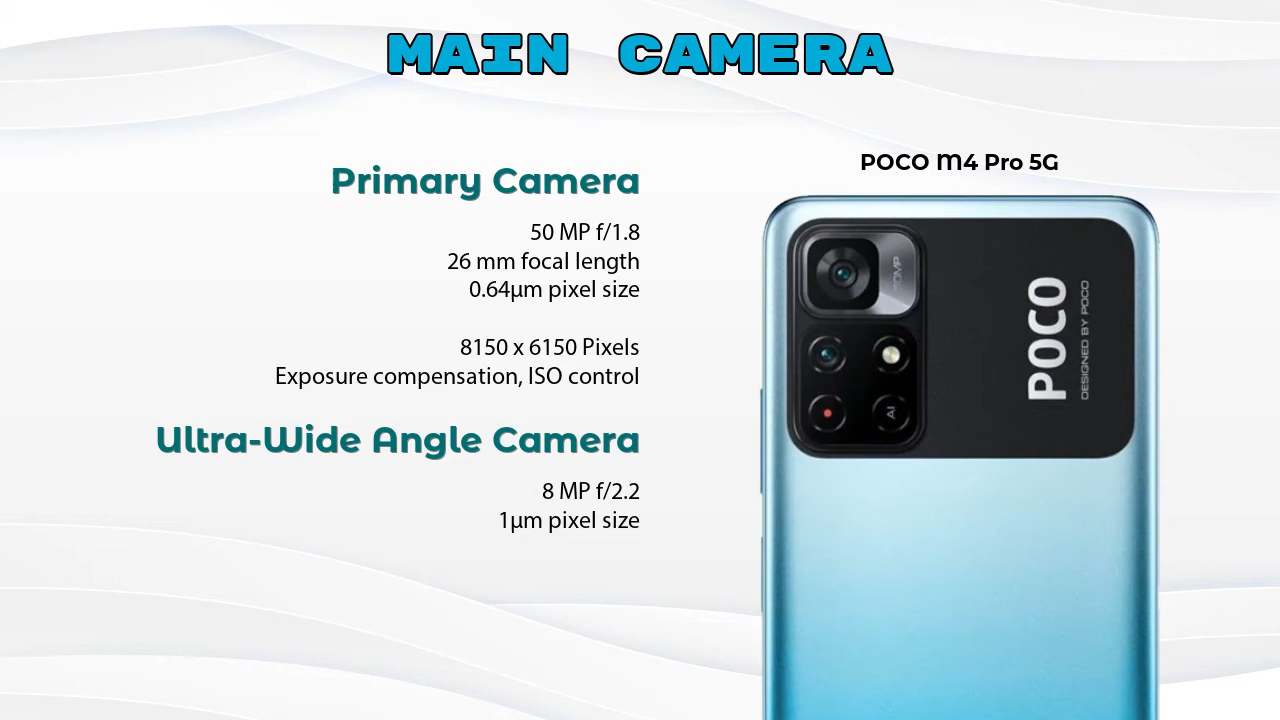 MAIN CAMERA
Primary Camera
50 MP f/1.8
26 mm focal length
0.64µm pixel size
8150 x 6150 Pixels
Exposure compensation, ISO control
Ultra-Wide Angle Camera
8 MP f/2.2
1µm pixel size
POCO M4 Pro 5G
50MP
AI
POCO
DESIGNED BY POCO